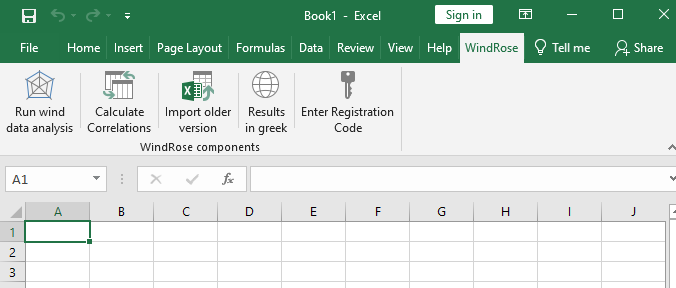 Book1 - Excel
Sign in
File Home Insert Page Layout Formulas Data Review View Help WindRose Tell me Share
Run wind data analysis
Calculate Correlations
Import older version
Results in greek
Enter Registration Code
WindRose components
A1 fx
A B C D E F G H I J
1
2
3